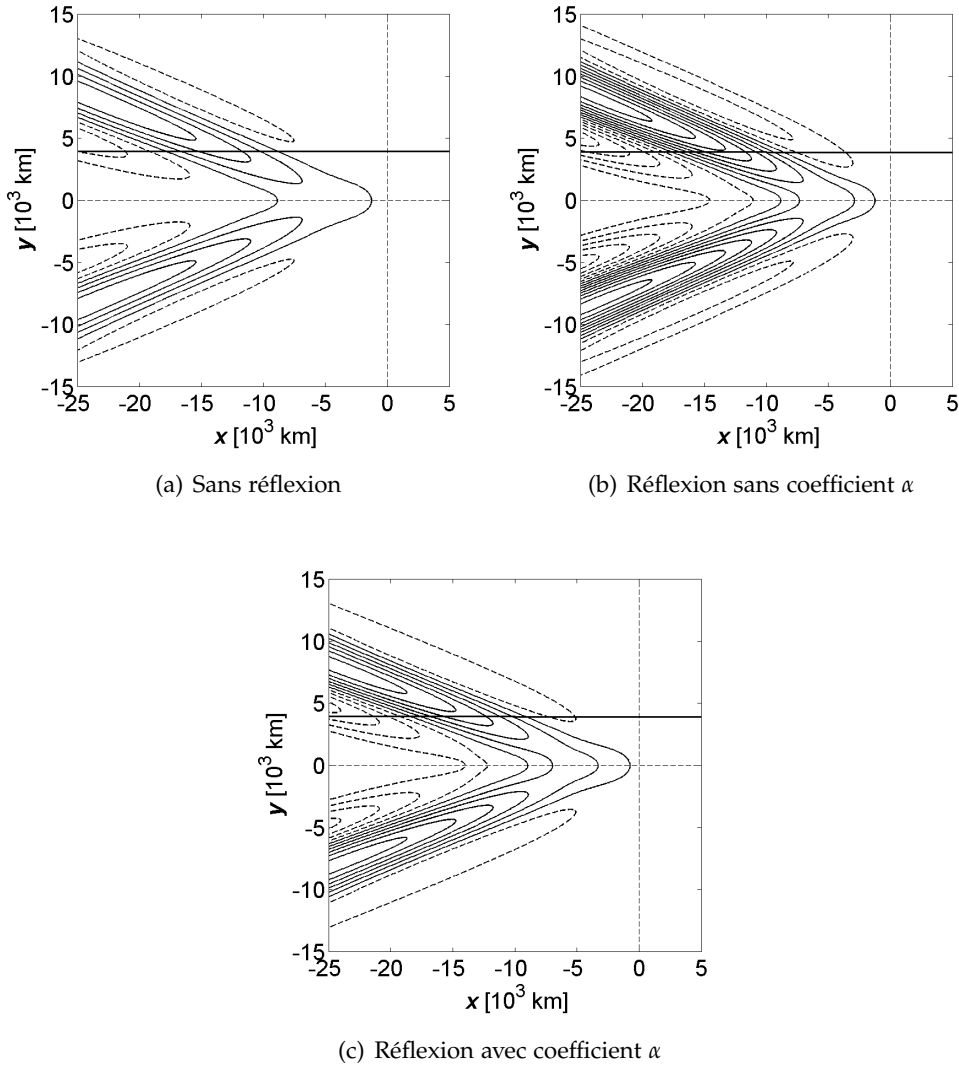 15
10
5
0
-5
-10
-15
-25 -20 -15 -10 -5 0 5
y [10³ km]
x [10³ km]
(a) Sans réflexion
15
10
5
0
-5
-10
-15
-25 -20 -15 -10 -5 0 5
y [10³ km]
x [10³ km]
(b) Réflexion sans coefficient α
15
10
5
0
-5
-10
-15
-25 -20 -15 -10 -5 0 5
y [10³ km]
x [10³ km]
(c) Réflexion avec coefficient α